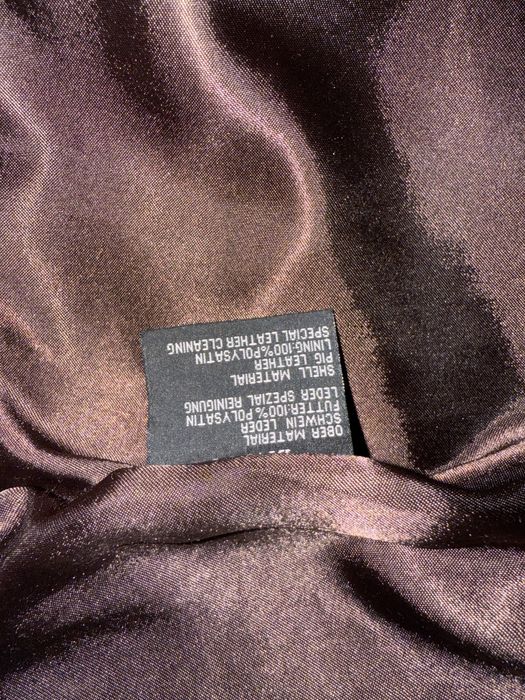 OBER MATERIAL
SCHWEIN LEDER
FUTTER:100%POLYSATIN
LEDER SPEZIAL REINIGUNG
SHELL MATERIAL
PIG LEATHER
LINING:100%POLYSATIN
SPECIAL LEATHER CLEANING